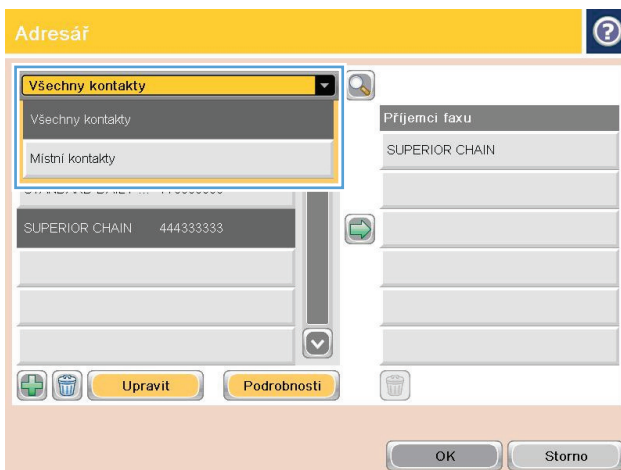 Adresář
Všechny kontakty
Všechny kontakty
Místní kontakty
SUPERIOR CHAIN 444333333
Příjemci faxu
SUPERIOR CHAIN
Upravit
Podrobnosti
OK
Storno